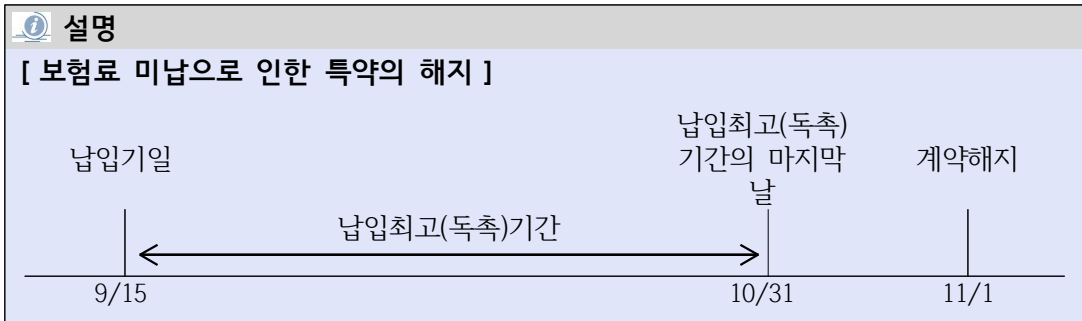 설명
[ 보험료 미납으로 인한 특약의 해지 ]
납입기일
납입최고(독촉)
기간의 마지막
날
계약해지
납입최고(독촉)기간
9/15
10/31
11/1